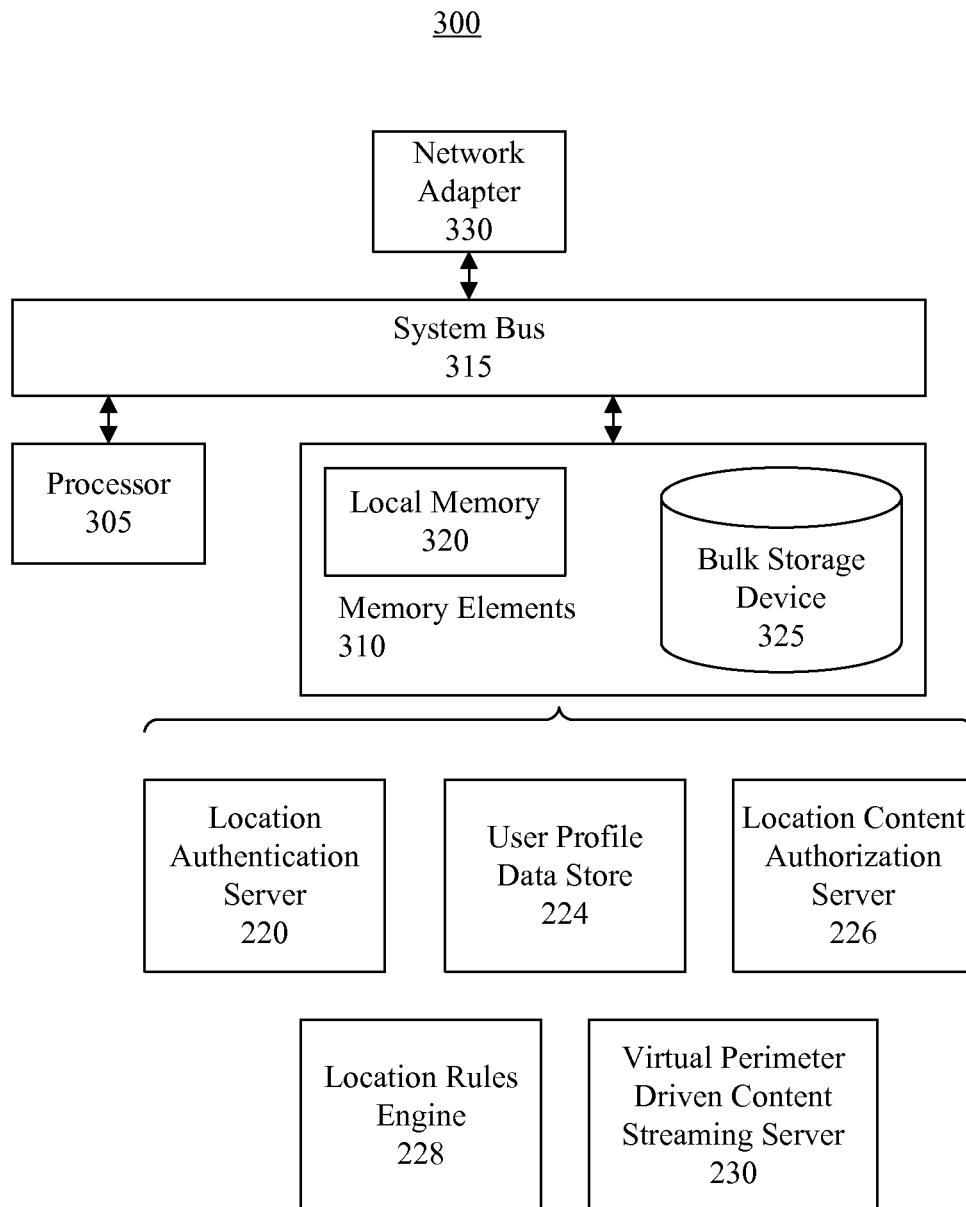 300
Network
Adapter
330
System Bus
315
Processor
305
Local Memory
320
Memory Elements
310
Bulk Storage
Device
325
Location
Authentication
Server
220
User Profile
Data Store
224
Location Content
Authorization
Server
226
Location Rules
Engine
228
Virtual Perimeter
Driven Content
Streaming Server
230